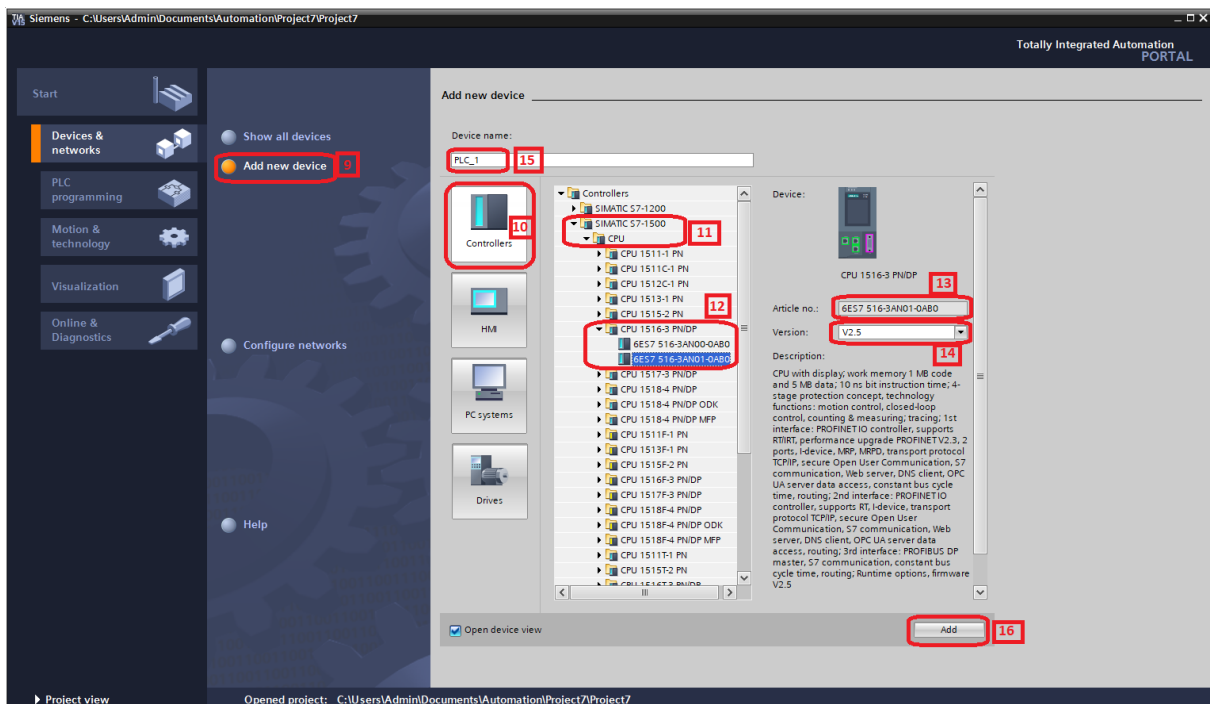 Siemens - C:\Users\Admin\Documents\Automation\Project7\Project7
Totally Integrated Automation
PORTAL
Start
Devices &
networks
PLC
programming
Motion &
technology
Visualization
Online &
Diagnostics
Project view
Show all devices
Add new device 9
Configure networks
Help
Add new device
Device name:
PLC_1 15
Controllers 10
HMI
PC systems
Drives
Controllers
SIMATIC S7-1200
SIMATIC S7-1500 11
CPU
CPU 1511-1 PN
CPU 1511C-1 PN
CPU 1512C-1 PN
CPU 1513-1 PN
CPU 1515-2 PN 12
CPU 1516-3 PN/DP
6ES7 516-3AN00-0AB0
6ES7 516-3AN01-0AB0
CPU 1517-3 PN/DP
CPU 1518-4 PN/DP
CPU 1518-4 PN/DP ODK
CPU 1518-4 PN/DP MFP
CPU 1511F-1 PN
CPU 1513F-1 PN
CPU 1515F-2 PN
CPU 1516F-3 PN/DP
CPU 1517F-3 PN/DP
CPU 1518F-4 PN/DP
CPU 1518F-4 PN/DP ODK
CPU 1518F-4 PN/DP MFP
CPU 1511T-1 PN
CPU 1515T-2 PN
CPU 1516T-3 PN/DP
Device:
CPU 1516-3 PN/DP
13
Article no.: 6ES7 516-3AN01-0AB0
Version: V2.5
14
Description:
CPU with display; work memory 1 MB code
and 5 MB data; 10 ns bit instruction time; 4-
stage protection concept, technology
functions: motion control, closed-loop
control, counting & measuring; tracing; 1st
interface: PROFINET IO controller, supports
RT/IRT, performance upgrade PROFINET V2.3, 2
ports, I-device, MRP, MRPD, transport protocol
TCP/IP, secure Open User Communication, S7
communication, Web server, DNS client, OPC
UA server data access, constant bus cycle
time, routing; 2nd interface: PROFINET IO
controller, supports RT, I-device, transport
protocol TCP/IP, secure Open User
Communication, S7 communication, Web
server, DNS client, OPC UA server data
access, routing; 3rd interface: PROFIBUS DP
master, S7 communication, constant bus
cycle time, routing; Runtime options, firmware
V2.5
Open device view
Add 16
Opened project: C:\Users\Admin\Documents\Automation\Project7\Project7